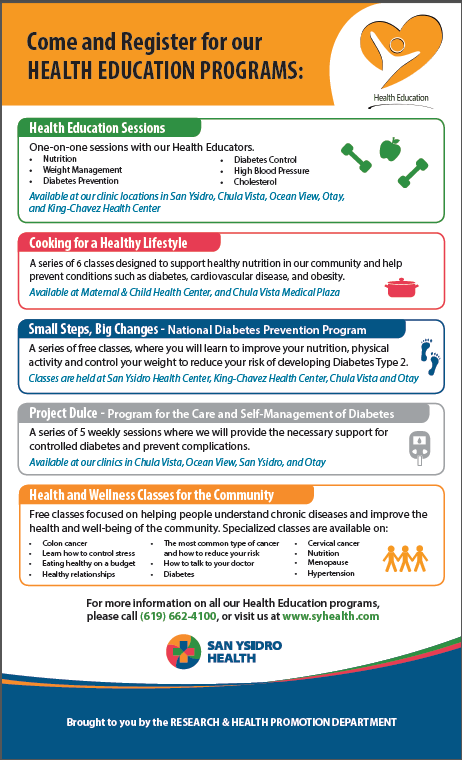 Come and Register for our
HEALTH EDUCATION PROGRAMS:
Health Education
Health Education Sessions
One-on-one sessions with our Health Educators.
• Nutrition
• Weight Management
• Diabetes Prevention
• Diabetes Control
• High Blood Pressure
• Cholesterol
Available at our clinic locations in San Ysidro, Chula Vista, Ocean View, Otay,
and King-Chavez Health Center
Cooking for a Healthy Lifestyle
A series of 6 classes designed to support healthy nutrition in our community and help
prevent conditions such as diabetes, cardiovascular disease, and obesity.
Available at Maternal & Child Health Center, and Chula Vista Medical Plaza
Small Steps, Big Changes - National Diabetes Prevention Program
A series of free classes, where you will learn to improve your nutrition, physical
activity and control your weight to reduce your risk of developing Diabetes Type 2.
Classes are held at San Ysidro Health Center, King-Chavez Health Center, Chula Vista and Otay
Project Dulce - Program for the Care and Self-Management of Diabetes
A series of 5 weekly sessions where we will provide the necessary support for
controlled diabetes and prevent complications.
Available at our clinics in Chula Vista, Ocean View, San Ysidro, and Otay
Health and Wellness Classes for the Community
Free classes focused on helping people understand chronic diseases and improve the
health and well-being of the community. Specialized classes are available on:
• Colon cancer
• Learn how to control stress
• Eating healthy on a budget
• Healthy relationships
• The most common type of cancer
and how to reduce your risk
• How to talk to your doctor
• Diabetes
• Cervical cancer
• Nutrition
• Menopause
• Hypertension
For more information on all our Health Education programs,
please call (619) 662-4100, or visit us at www.syhealth.com
SAN YSIDRO
HEALTH
Brought to you by the RESEARCH & HEALTH PROMOTION DEPARTMENT